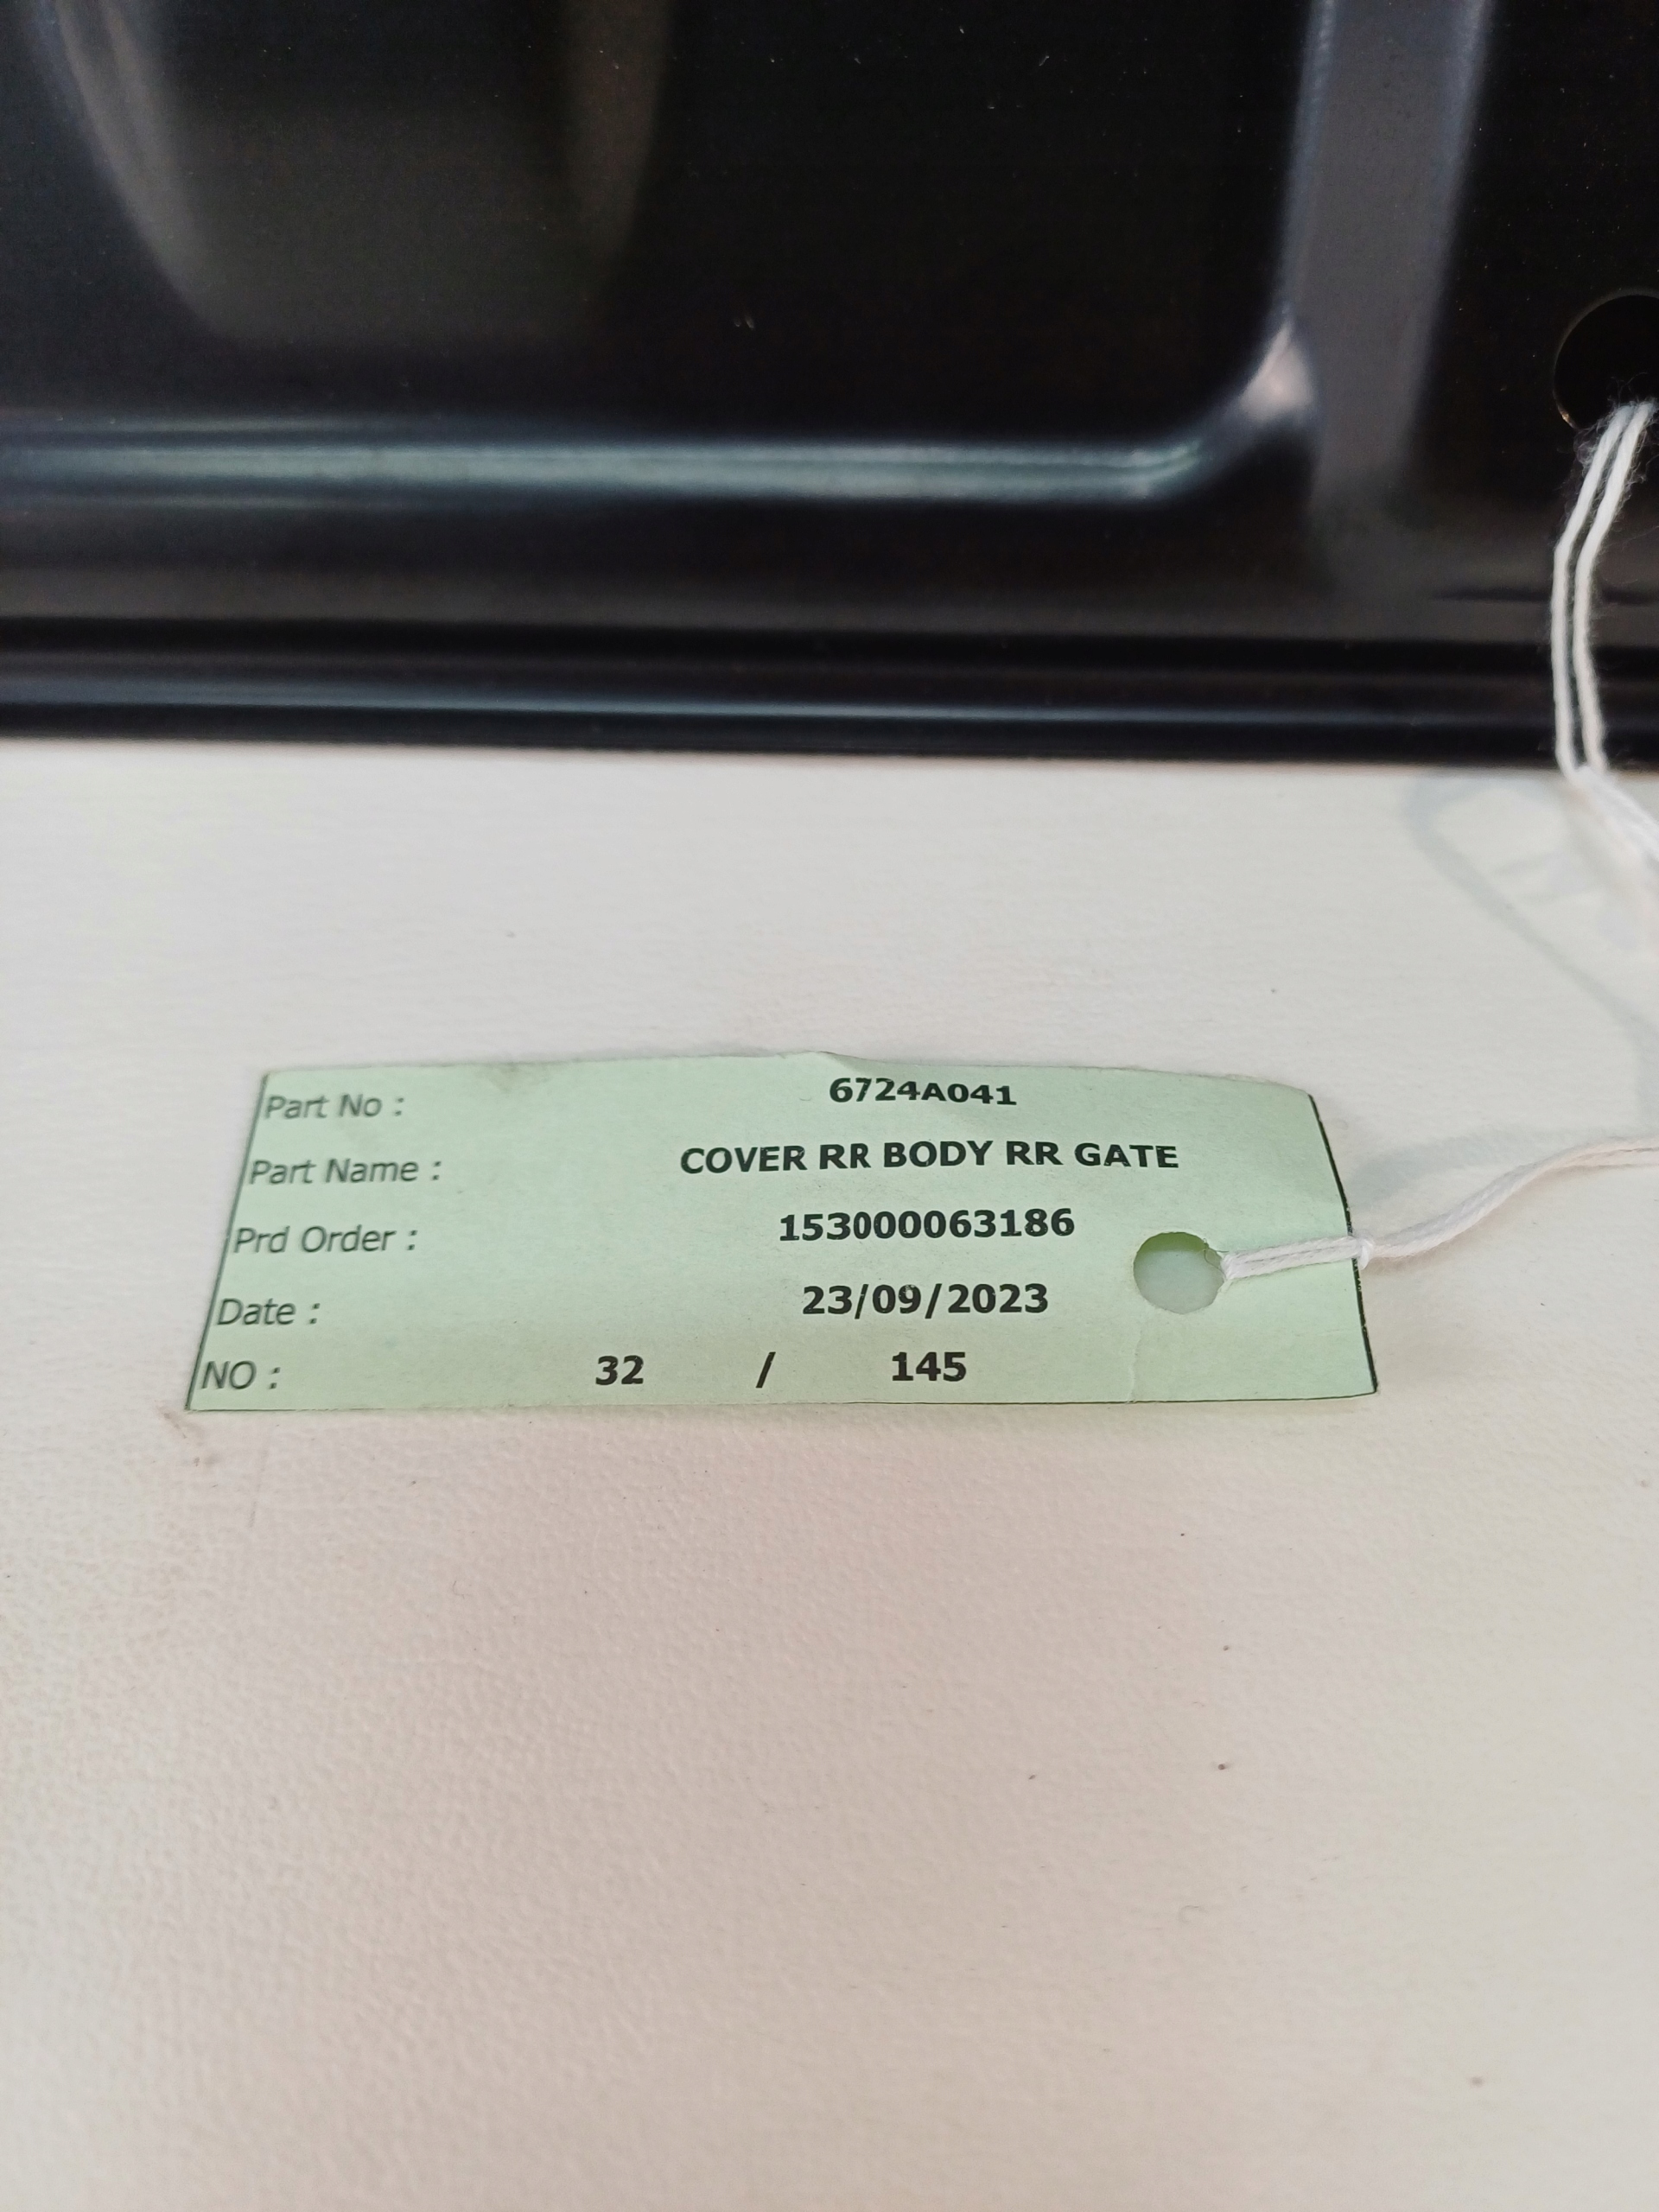 Part No : 6724A041
Part Name : COVER RR BODY RR GATE
Prd Order : 153000063186
Date : 23/09/2023
NO : 32 / 145